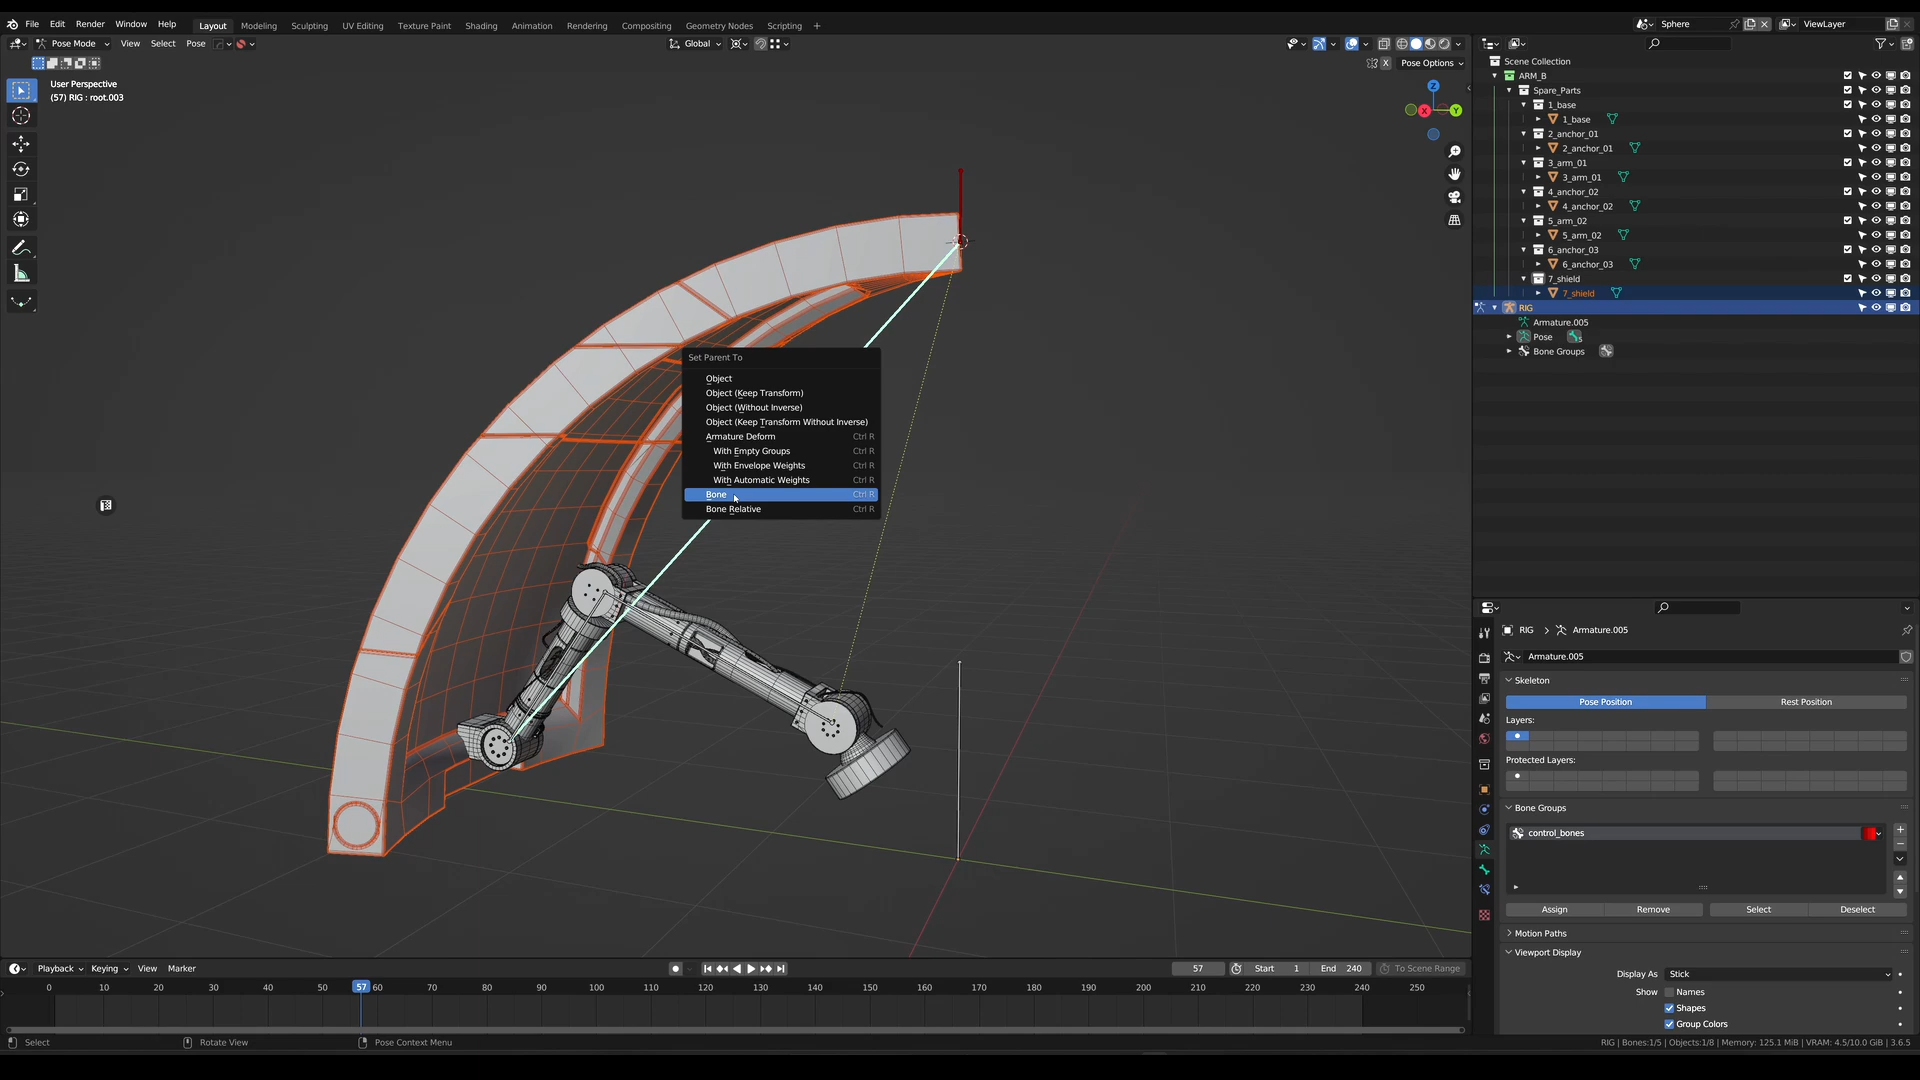 File Edit Render Window Help Layout Modeling Sculpting UV Editing Texture Paint Shading Animation Rendering Compositing Geometry Nodes Scripting + Sphere ViewLayer
Pose Mode View Select Pose Global
X Pose Options
User Perspective
(57) RIG : root.003
Z
X
Y
Set Parent To
Object
Object (Keep Transform)
Object (Without Inverse)
Object (Keep Transform Without Inverse)
Armature Deform Ctrl R
With Empty Groups Ctrl R
With Envelope Weights Ctrl R
With Automatic Weights Ctrl R
Bone Ctrl R
Bone Relative Ctrl R
Scene Collection
ARM_B
Spare_Parts
1_base
1_base
2_anchor_01
2_anchor_01
3_arm_01
3_arm_01
4_anchor_02
4_anchor_02
5_arm_02
5_arm_02
6_anchor_03
6_anchor_03
7_shield
7_shield
RIG
Armature.005
Pose 5
Bone Groups
RIG > Armature.005
Armature.005
Skeleton
Pose Position Rest Position
Layers:
Protected Layers:
Bone Groups
control_bones
Assign Remove Select Deselect
Motion Paths
Viewport Display
Display As Stick
Show Names
Shapes
Group Colors
Playback Keying View Marker 57 Start 1 End 240 To Scene Range
0 10 20 30 40 50 57 60 70 80 90 100 110 120 130 140 150 160 170 180 190 200 210 220 230 240 250
Select Rotate View Pose Context Menu RIG | Bones:1/5 | Objects:1/8 | Memory: 125.1 MiB | VRAM: 4.5/10.0 GiB | 3.6.5